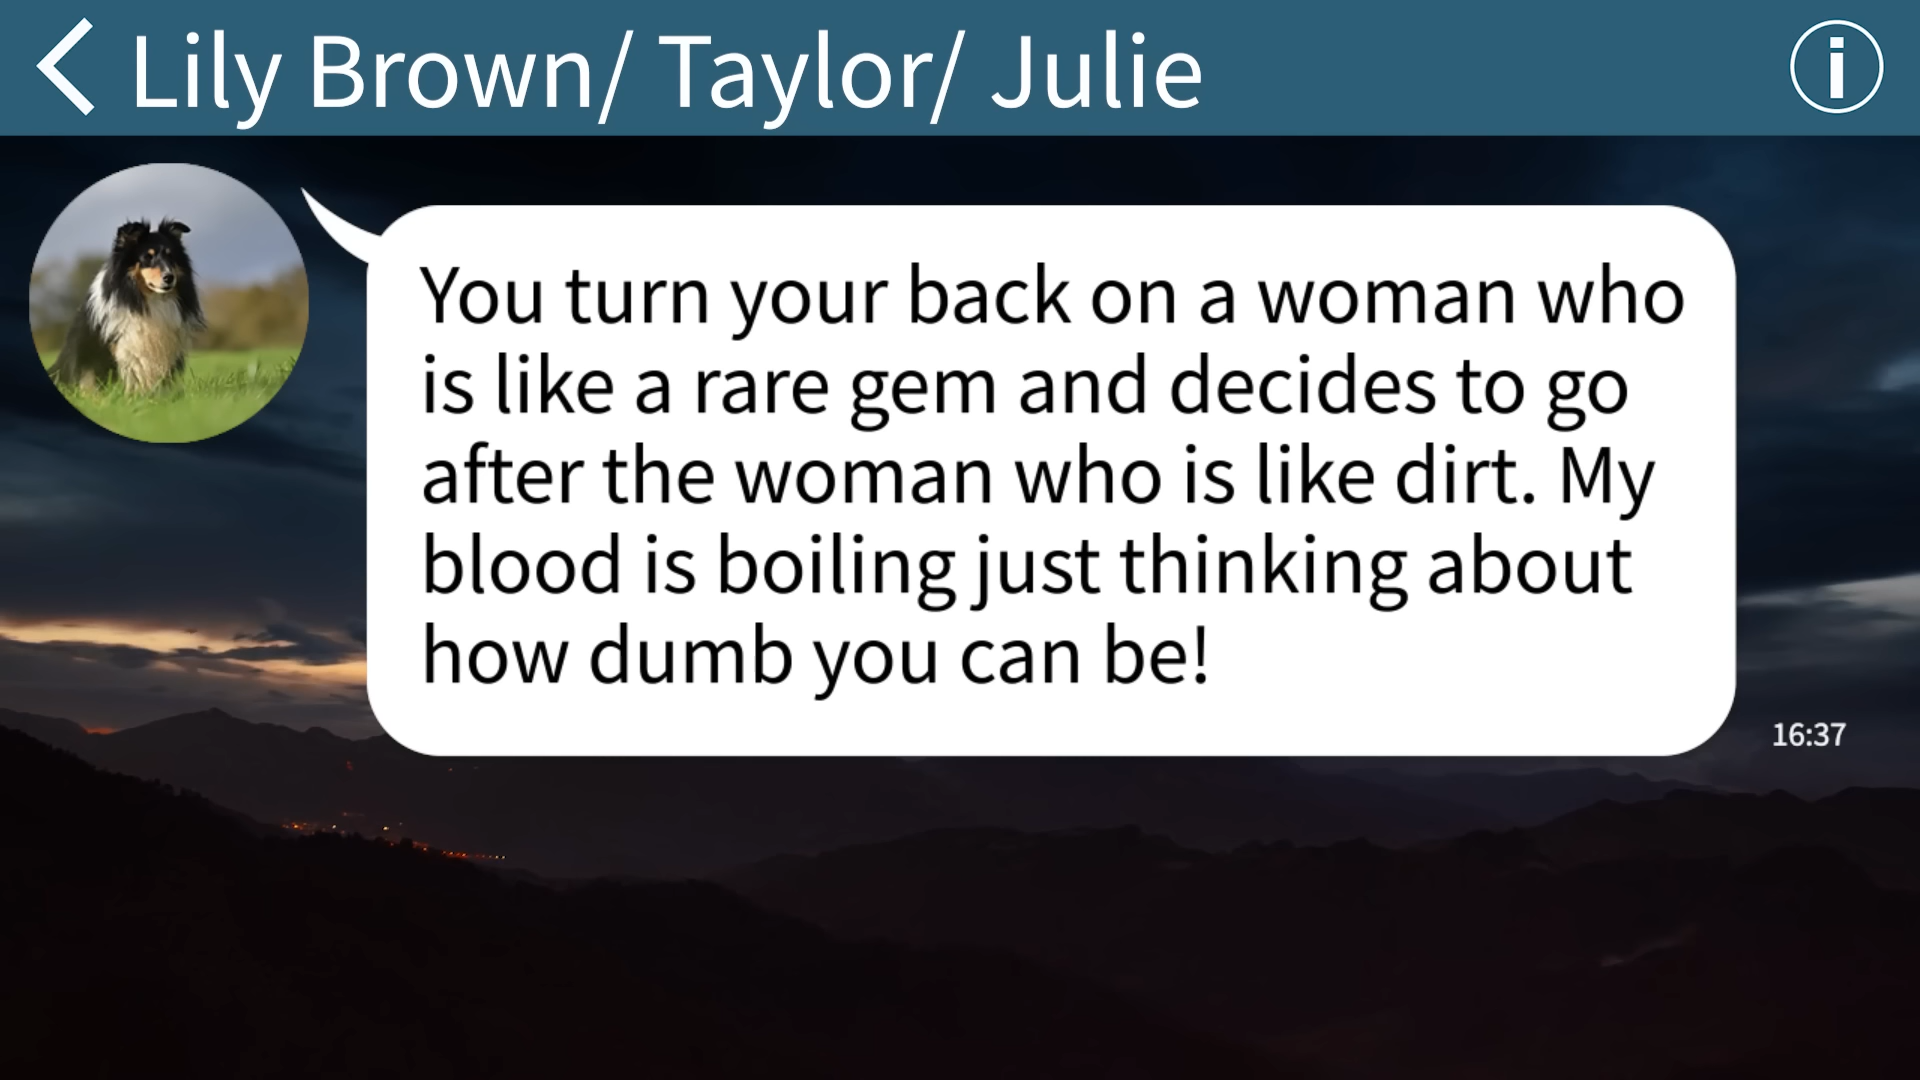 Lily Brown/ Taylor/ Julie
You turn your back on a woman who
is like a rare gem and decides to go
after the woman who is like dirt. My
blood is boiling just thinking about
how dumb you can be!
16:37